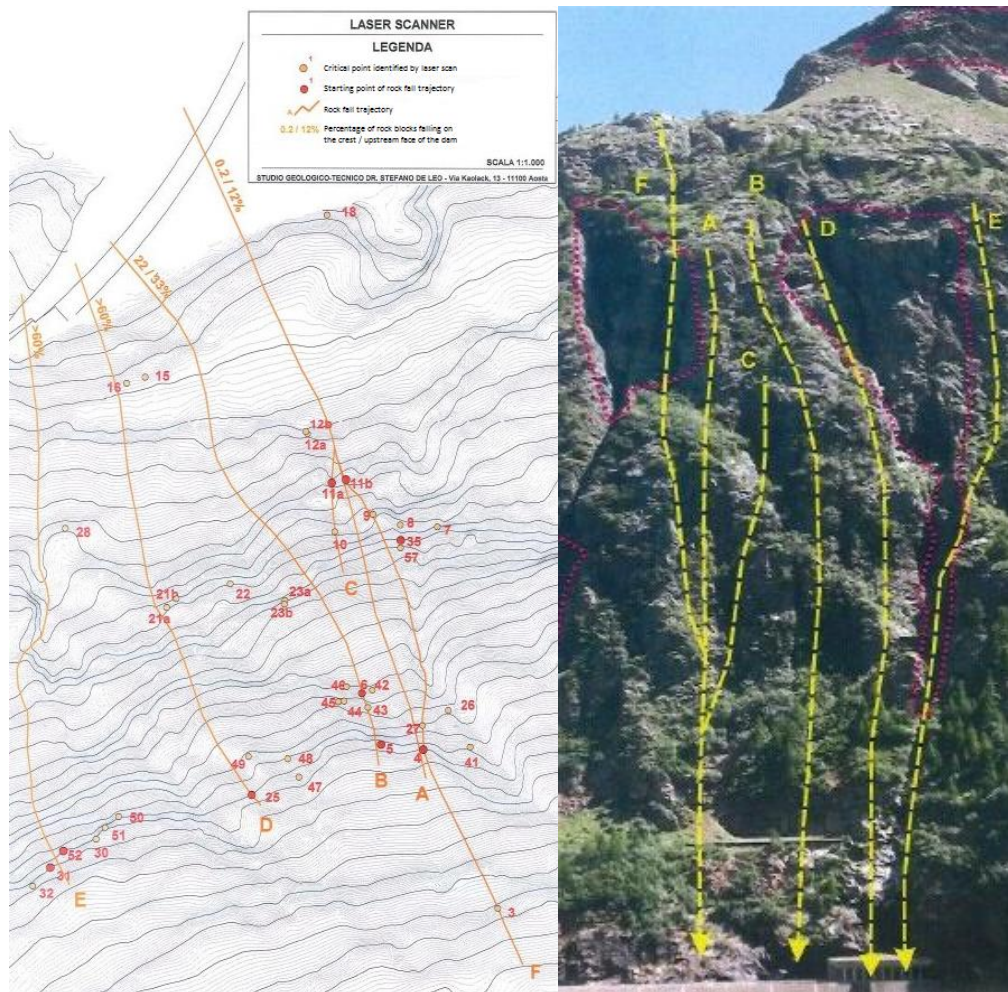 LASER SCANNER
LEGENDA
1
Critical point identified by laser scan
1
Starting point of rock fall trajectory
A
Rock fall trajectory
0.2 / 12%
Percentage of rock blocks falling on
the crest / upstream face of the dam
SCALA 1:1.000
STUDIO GEOLOGICO-TECNICO DR. STEFANO DE LEO - Via Kaolack, 13 - 11100 Aosta
0.2 / 12%
18
22 / 33%
>60%
>60%
16
15
12b
12a
11a
11b
9
8
7
35
10
57
28
C
21b
22
23a
23b
21a
46
6
42
45
44
43
26
27
5
4
41
49
48
47
B
A
25
D
50
51
30
52
31
32
E
3
F
F
B
A
D
E
C